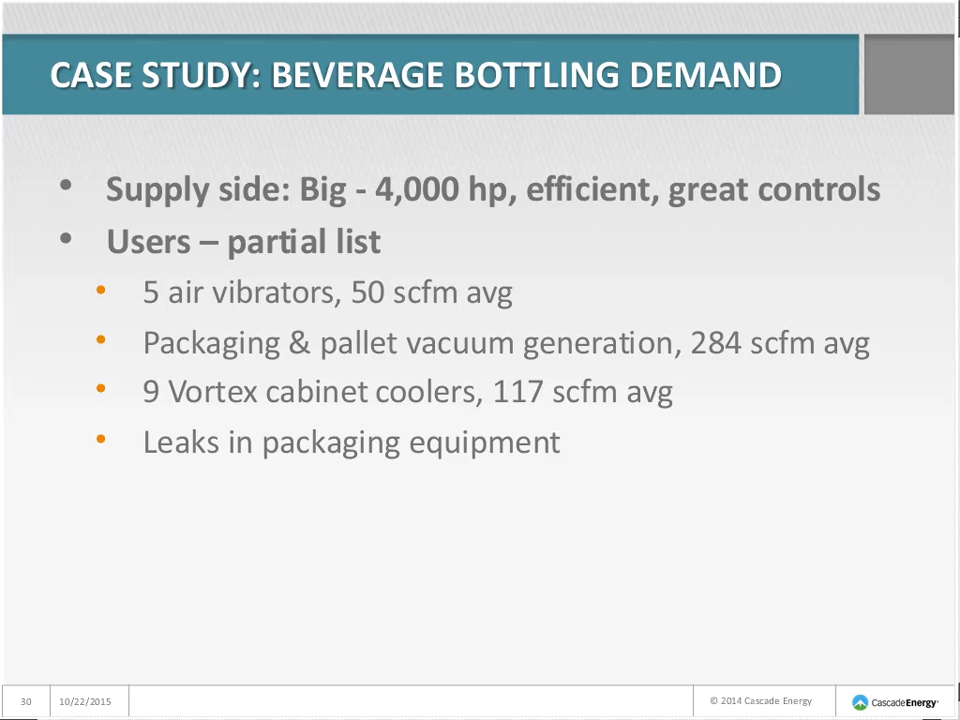 CASE STUDY: BEVERAGE BOTTLING DEMAND
• Supply side: Big - 4,000 hp, efficient, great controls
• Users – partial list
• 5 air vibrators, 50 scfm avg
• Packaging & pallet vacuum generation, 284 scfm avg
• 9 Vortex cabinet coolers, 117 scfm avg
• Leaks in packaging equipment
30 10/22/2015 © 2014 Cascade Energy CascadeEnergy